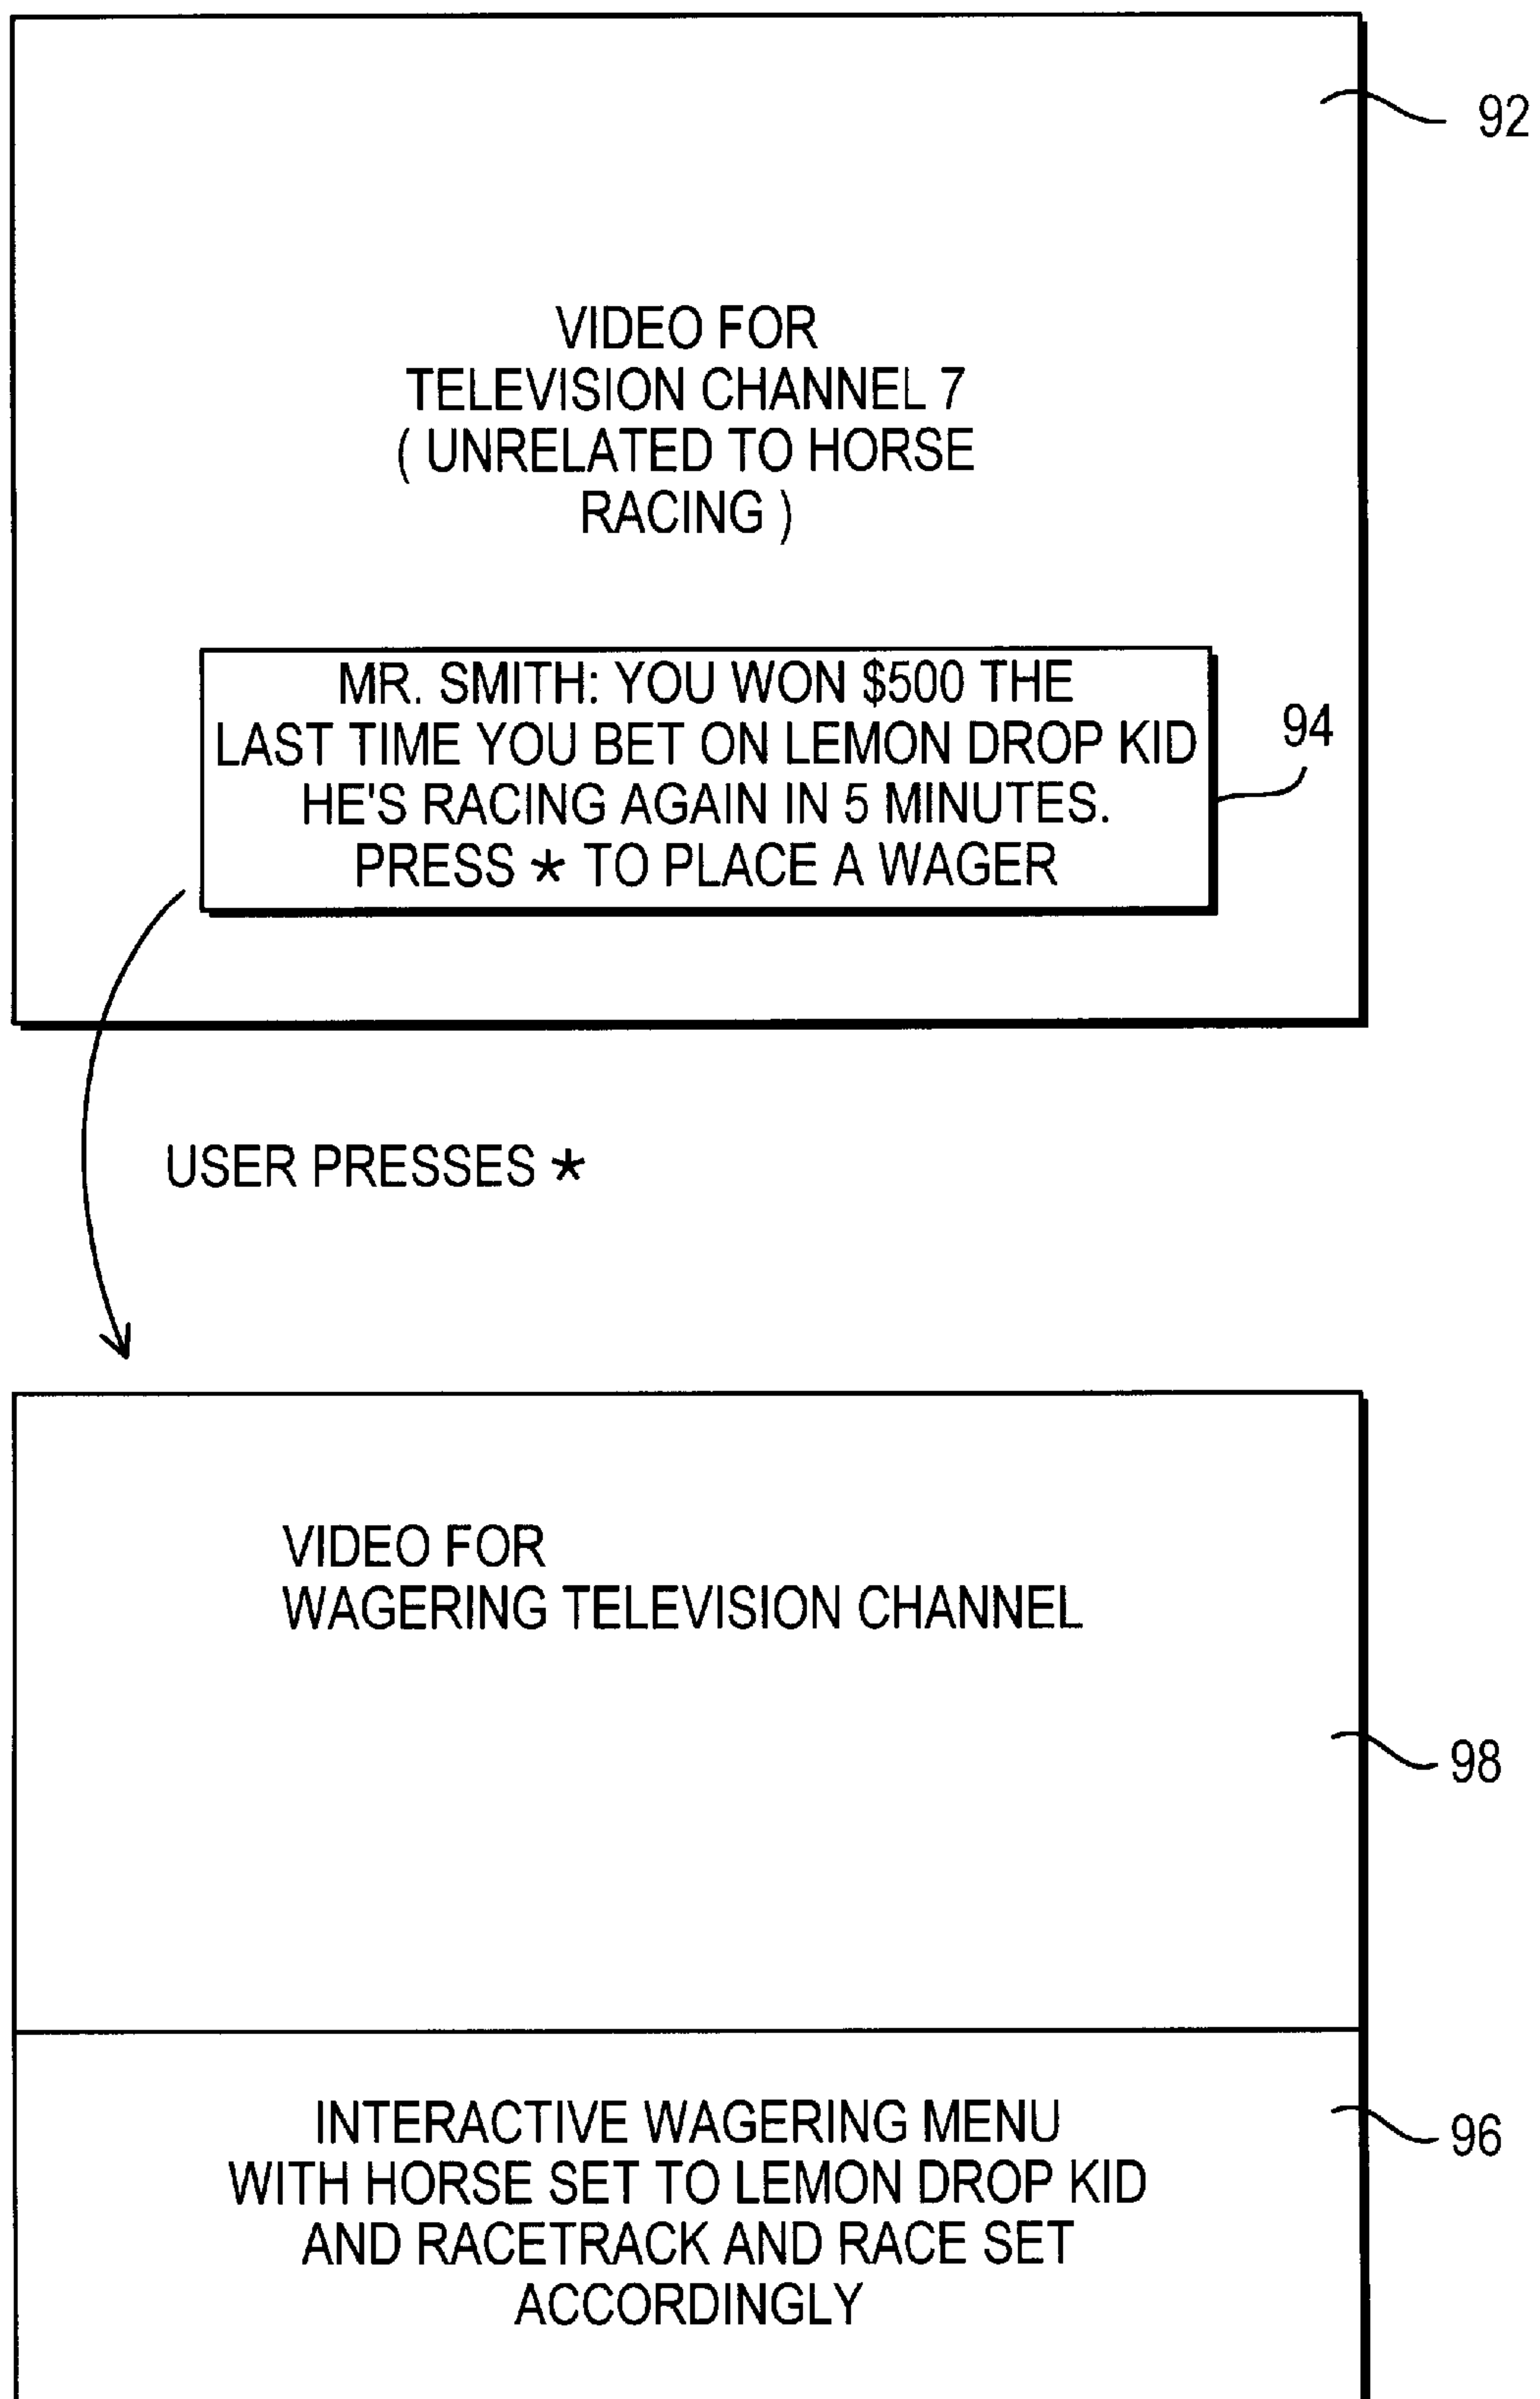 92
VIDEO FOR
TELEVISION CHANNEL 7
( UNRELATED TO HORSE
RACING )
MR. SMITH: YOU WON $500 THE
LAST TIME YOU BET ON LEMON DROP KID
HE'S RACING AGAIN IN 5 MINUTES.
PRESS * TO PLACE A WAGER
94
USER PRESSES *
VIDEO FOR
WAGERING TELEVISION CHANNEL
98
INTERACTIVE WAGERING MENU
WITH HORSE SET TO LEMON DROP KID
AND RACETRACK AND RACE SET
ACCORDINGLY
96